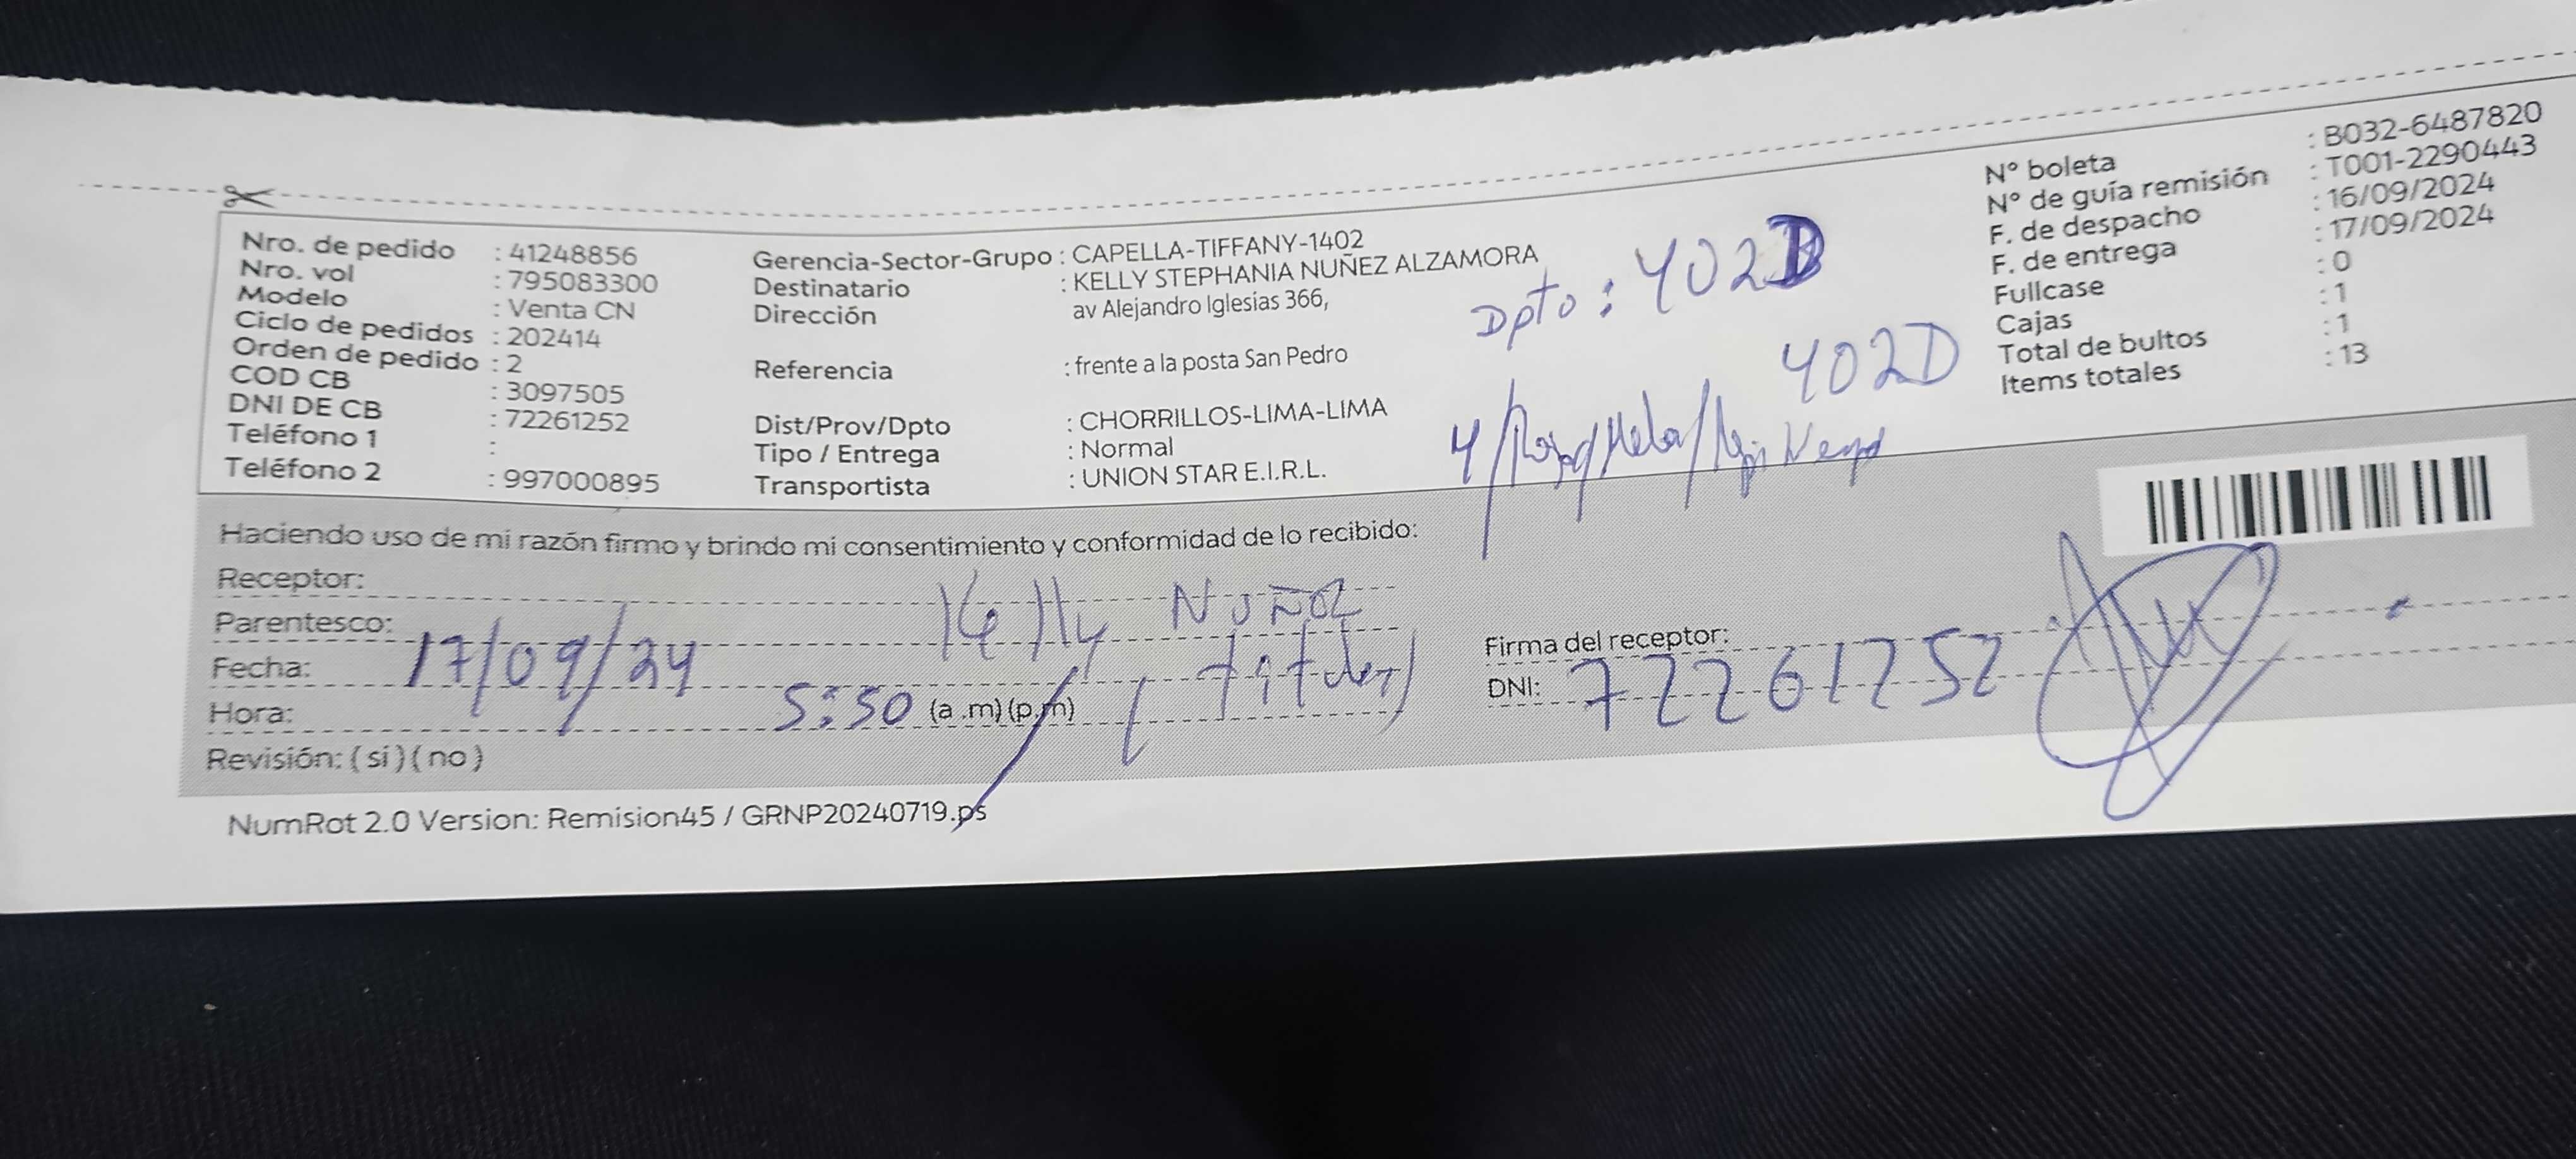 Nro. de pedido : 41248856
Nro. vol : 795083300
Modelo : Venta CN
Ciclo de pedidos : 202414
Orden de pedido : 2
COD CB : 3097505
DNI DE CB : 72261252
Teléfono 1 :
Teléfono 2 : 997000895
Gerencia-Sector-Grupo : CAPELLA-TIFFANY-1402
Destinatario : KELLY STEPHANIA NUÑEZ ALZAMORA
Dirección av Alejandro Iglesias 366,
Referencia : frente a la posta San Pedro
Dist/Prov/Dpto : CHORRILLOS-LIMA-LIMA
Tipo / Entrega : Normal
Transportista : UNION STAR E.I.R.L.
Dpto : 402D
402D
N° boleta : B032-6487820
N° de guía remisión : T001-2290443
F. de despacho : 16/09/2024
F. de entrega : 17/09/2024
Fullcase : 0
Cajas : 1
Total de bultos : 1
Items totales : 13
Haciendo uso de mi razón firmo y brindo mi consentimiento y conformidad de lo recibido:
Receptor: Kelly Nuñez
Parentesco: (titular)
Fecha: 17/09/24
Hora: 5:50 (a .m) (p.m)
Revisión: ( si ) ( no )
Firma del receptor:
DNI: 72261252
NumRot 2.0 Version: Remision45 / GRNP20240719.ps